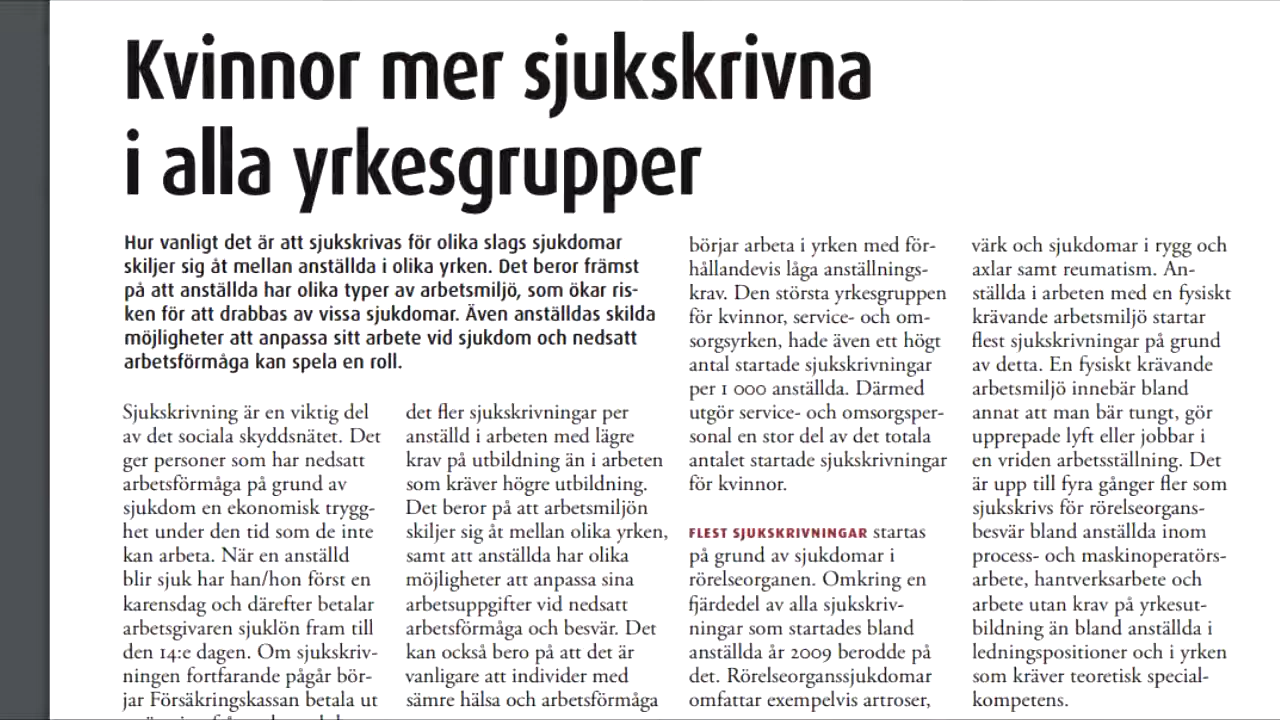 Kvinnor mer sjukskrivna
i alla yrkesgrupper
Hur vanligt det är att sjukskrivas för olika slags sjukdomar
skiljer sig åt mellan anställda i olika yrken. Det beror främst
på att anställda har olika typer av arbetsmiljö, som ökar ris-
ken för att drabbas av vissa sjukdomar. Även anställdas skilda
möjligheter att anpassa sitt arbete vid sjukdom och nedsatt
arbetsförmåga kan spela en roll.
Sjukskrivning är en viktig del
av det sociala skyddsnätet. Det
ger personer som har nedsatt
arbetsförmåga på grund av
sjukdom en ekonomisk trygg-
het under den tid som de inte
kan arbeta. När en anställd
blir sjuk har han/hon först en
karensdag och därefter betalar
arbetsgivaren sjuklön fram till
den 14:e dagen. Om sjukskriv-
ningen fortfarande pågår bör-
jar Försäkringskassan betala ut
det fler sjukskrivningar per
anställd i arbeten med lägre
krav på utbildning än i arbeten
som kräver högre utbildning.
Det beror på att arbetsmiljön
skiljer sig åt mellan olika yrken,
samt att anställda har olika
möjligheter att anpassa sina
arbetsuppgifter vid nedsatt
arbetsförmåga och besvär. Det
kan också bero på att det är
vanligare att individer med
sämre hälsa och arbetsförmåga
börjar arbeta i yrken med för-
hållandevis låga anställnings-
krav. Den största yrkesgruppen
för kvinnor, service- och om-
sorgsyrken, hade även ett högt
antal startade sjukskrivningar
per 1 000 anställda. Därmed
utgör service- och omsorgsper-
sonal en stor del av det totala
antalet startade sjukskrivningar
för kvinnor.
FLEST SJUKSKRIVNINGAR startas
på grund av sjukdomar i
rörelseorganen. Omkring en
fjärdedel av alla sjukskriv-
ningar som startades bland
anställda år 2009 berodde på
det. Rörelseorganssjukdomar
omfattar exempelvis artroser,
värk och sjukdomar i rygg och
axlar samt reumatism. An-
ställda i arbeten med en fysiskt
krävande arbetsmiljö startar
flest sjukskrivningar på grund
av detta. En fysiskt krävande
arbetsmiljö innebär bland
annat att man bär tungt, gör
upprepade lyft eller jobbar i
en vriden arbetsställning. Det
är upp till fyra gånger fler som
sjukskrivs för rörelseorgans-
besvär bland anställda inom
process- och maskinoperatörs-
arbete, hantverksarbete och
arbete utan krav på yrkesut-
bildning än bland anställda i
ledningspositioner och i yrken
som kräver teoretisk special-
kompetens.